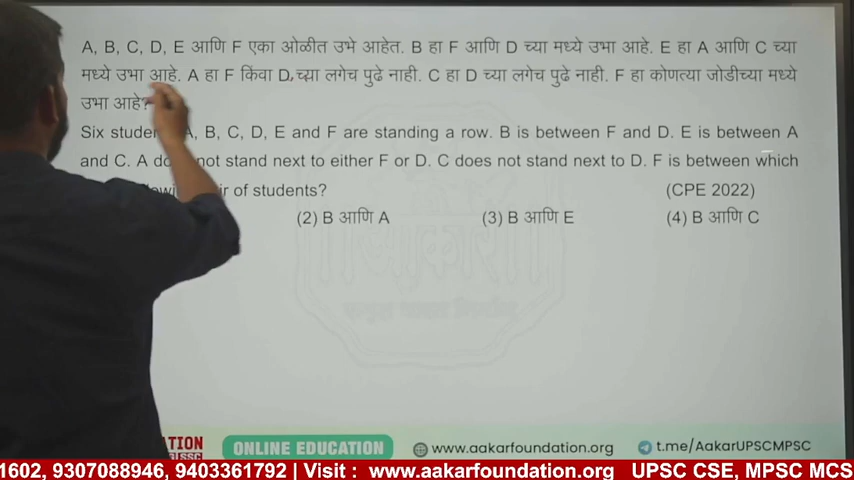 A, B, C, D, E आणि F एका ओळीत उभे आहेत. B हा F आणि D च्या मध्ये उभा आहे. E हा A आणि C च्या
मध्ये उभा आहे. A हा F किंवा D च्या लगेच पुढे नाही. C हा D च्या लगेच पुढे नाही. F हा कोणत्या जोडीच्या मध्ये
उभा आहे?
Six A, B, C, D, E and F are standing a row. B is between F and D. E is between A
and C. A not stand next to either F or D. C does not stand next to D. F is between which
of students? (CPE 2022)
(2) B आणि A (3) B आणि E (4) B आणि C
ONLINE EDUCATION www.aakarfoundation.org t.me/AakarUPSCMPSC
1602, 9307088946, 9403361792 | Visit : www.aakarfoundation.org UPSC CSE, MPSC MCS